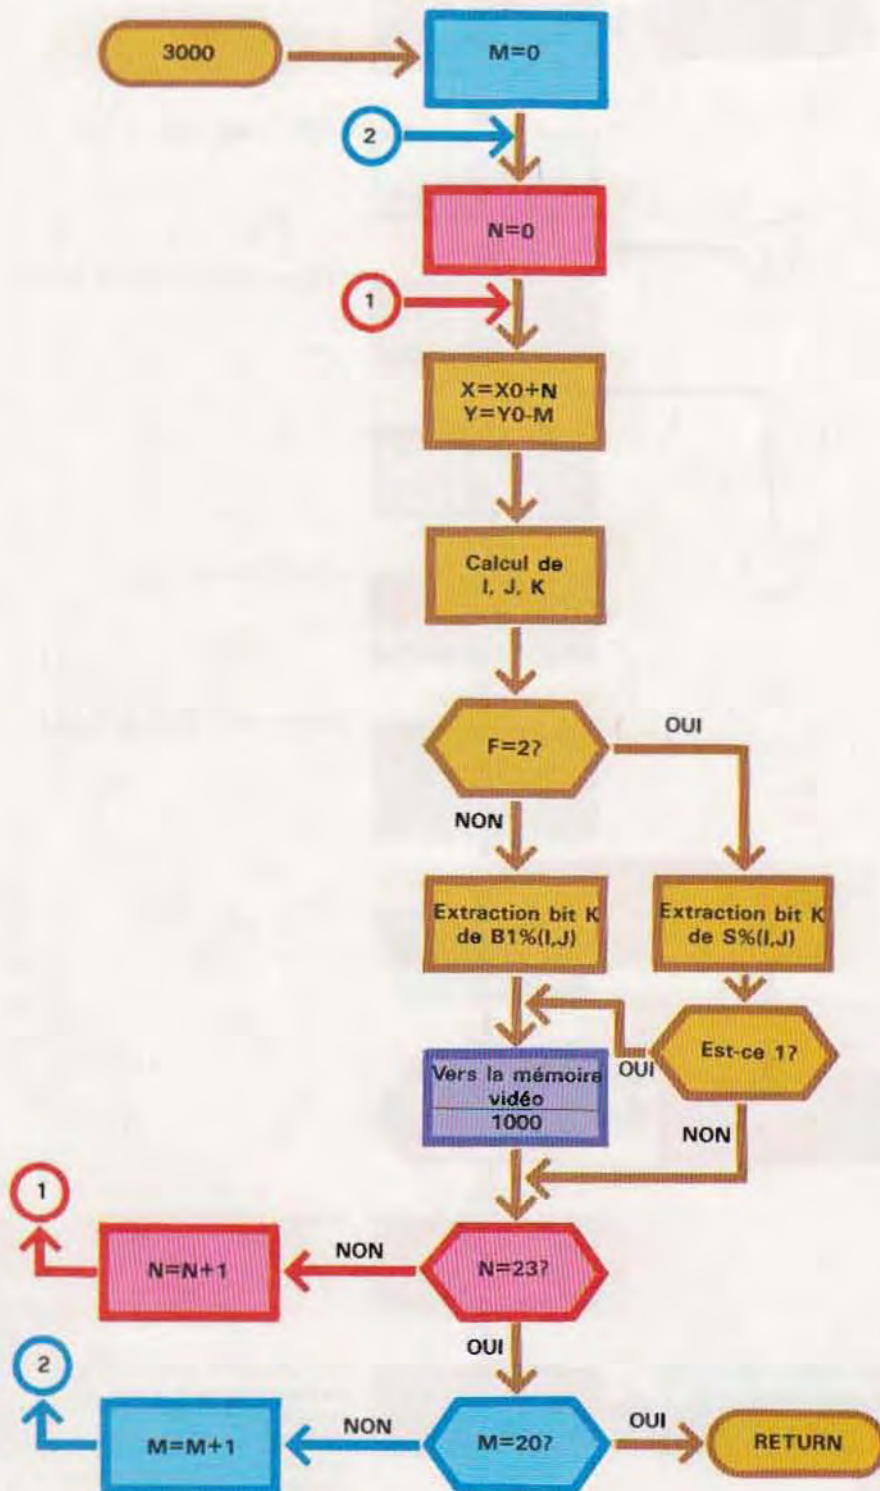 3000
M=0
2
N=0
1
X=X0+N
Y=Y0-M
Calcul de
I, J, K
F=2?
OUI
NON
Extraction bit K
de B1%(I,J)
Extraction bit K
de S%(I,J)
Est-ce 1?
OUI
Vers la mémoire
vidéo
1000
NON
1
N=N+1
NON
N=23?
OUI
2
M=M+1
NON
M=20?
OUI
RETURN